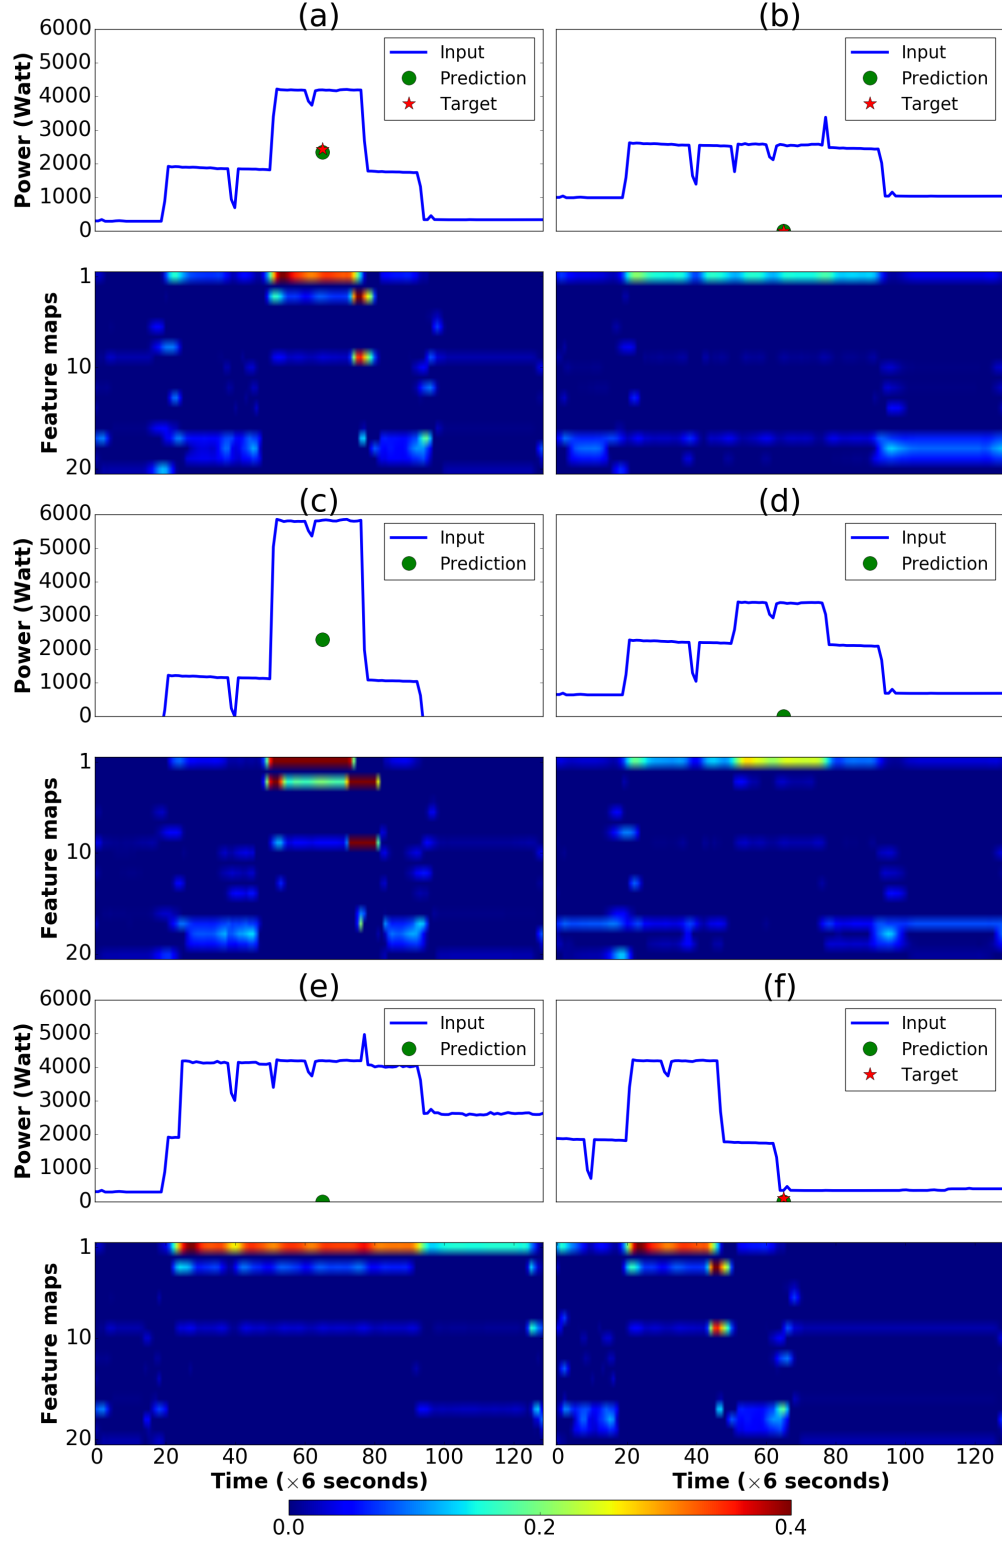 (a) (b)
6000
5000
4000
3000
2000
1000
0
Power (Watt)
Input
Prediction
Target
Input
Prediction
Target
1
10
20
Feature maps
(c) (d)
6000
5000
4000
3000
2000
1000
0
Power (Watt)
Input
Prediction
Input
Prediction
1
10
20
Feature maps
(e) (f)
6000
5000
4000
3000
2000
1000
0
Power (Watt)
Input
Prediction
Input
Prediction
Target
1
10
20
Feature maps
0 20 40 60 80 100 120 0 20 40 60 80 100 120
Time (×6 seconds) Time (×6 seconds)
0.0 0.2 0.4